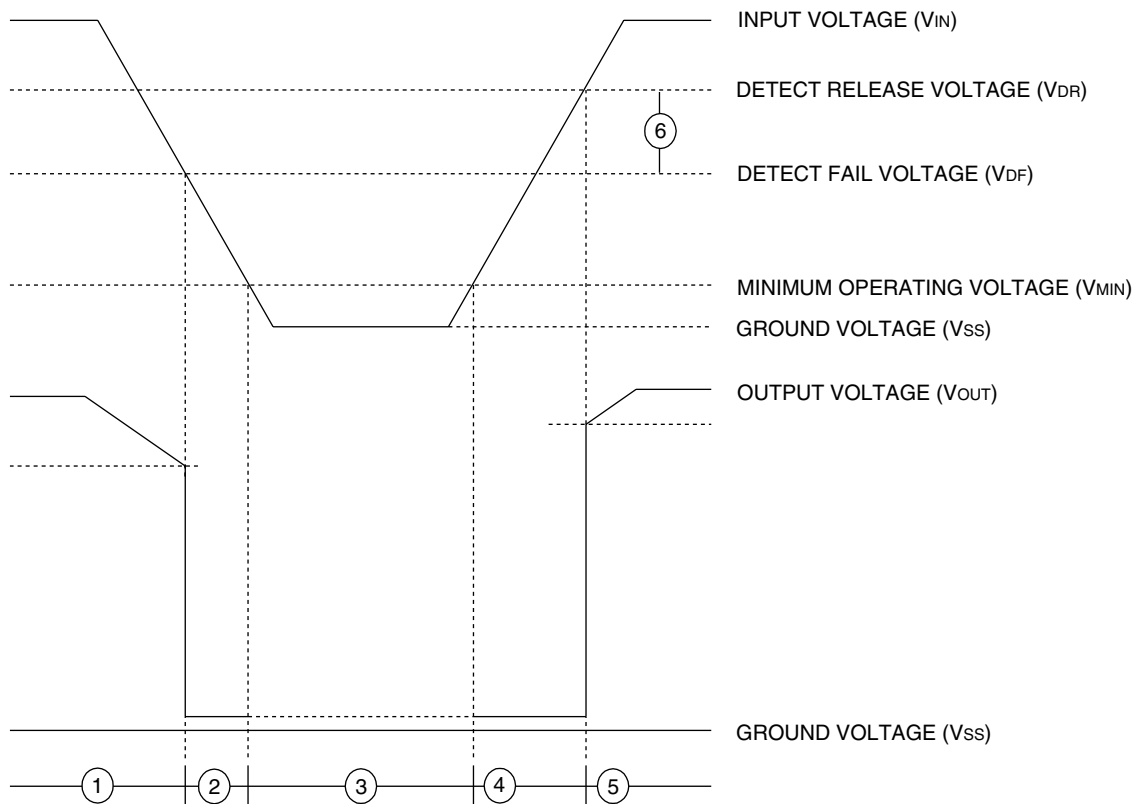 INPUT VOLTAGE (VIN)
DETECT RELEASE VOLTAGE (VDR)
6
DETECT FAIL VOLTAGE (VDF)
MINIMUM OPERATING VOLTAGE (VMIN)
GROUND VOLTAGE (VSS)
OUTPUT VOLTAGE (VOUT)
GROUND VOLTAGE (VSS)
1 2 3 4 5